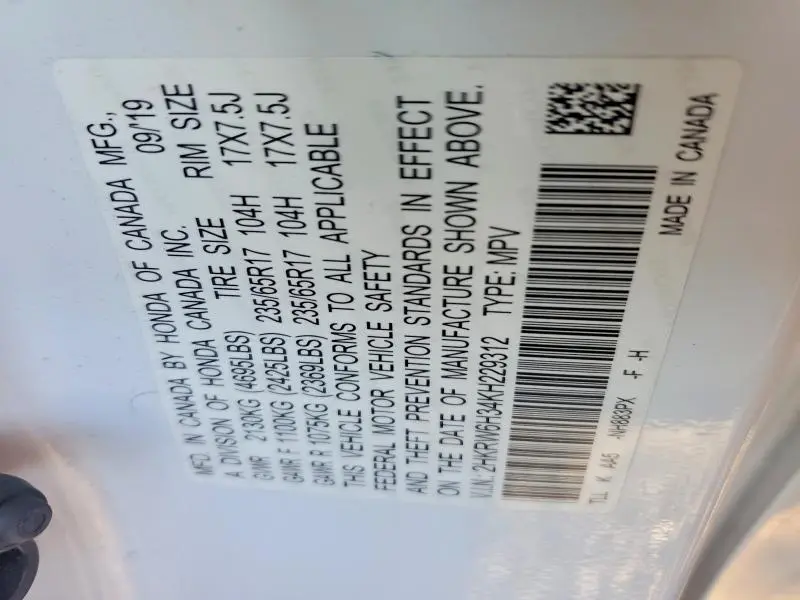 MFD. IN CANADA BY HONDA OF CANADA MFG.,
A DIVISION OF HONDA CANADA INC. 09/'19
TIRE SIZE RIM SIZE
GVWR 2130KG (4695LBS)
GAWR F 1100KG (2425LBS) 235/65R17 104H 17X7.5J
GAWR R 1075KG (2369LBS) 235/65R17 104H 17X7.5J
THIS VEHICLE CONFORMS TO ALL APPLICABLE
FEDERAL MOTOR VEHICLE SAFETY
AND THEFT PREVENTION STANDARDS IN EFFECT
ON THE DATE OF MANUFACTURE SHOWN ABOVE.
V.I.N.: 2HKRW6H34KH229312 TYPE: MPV
TLL K AA5 -NH883PX -F -H
MADE IN CANADA